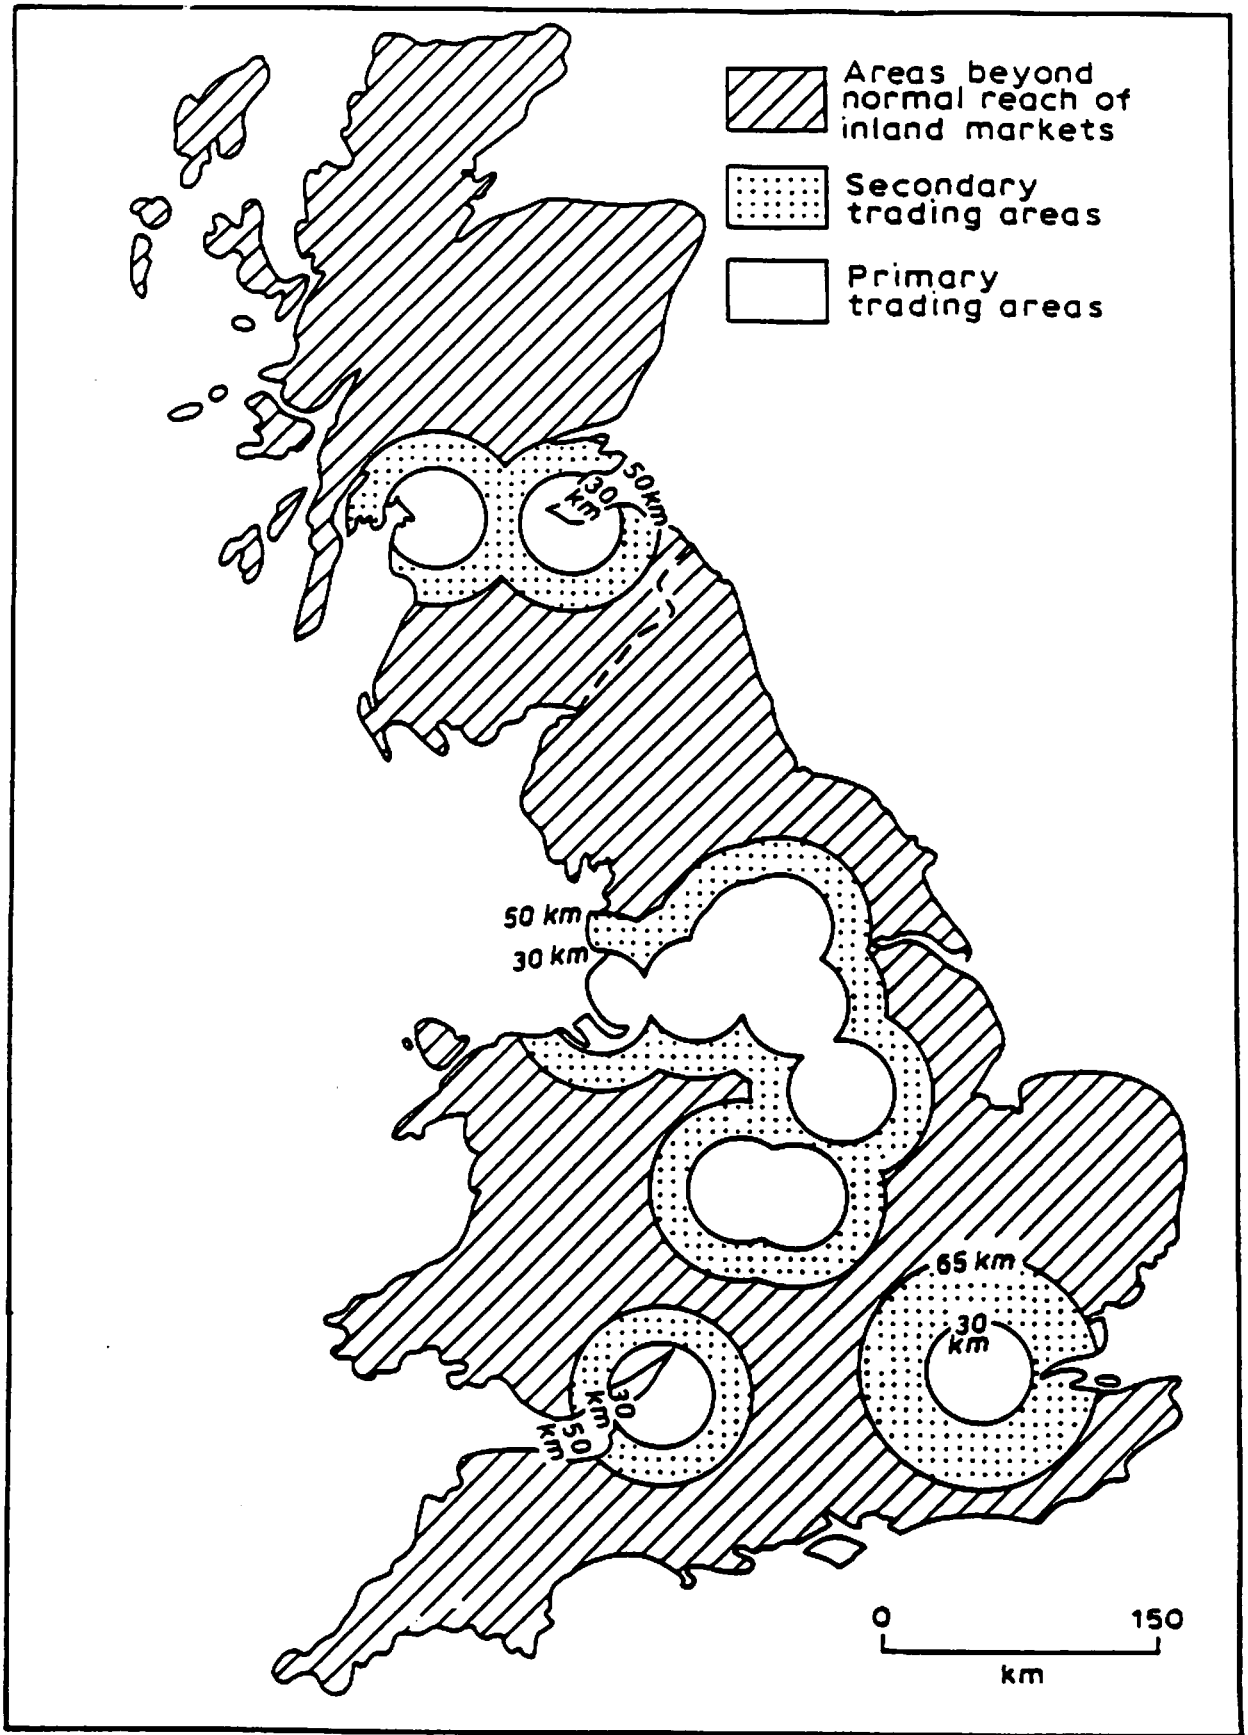 Areas beyond
normal reach of
inland markets
Secondary
trading areas
Primary
trading areas
50km
30
km
50 km
30 km
65 km
30
km
30
km
50
km
0 150
km